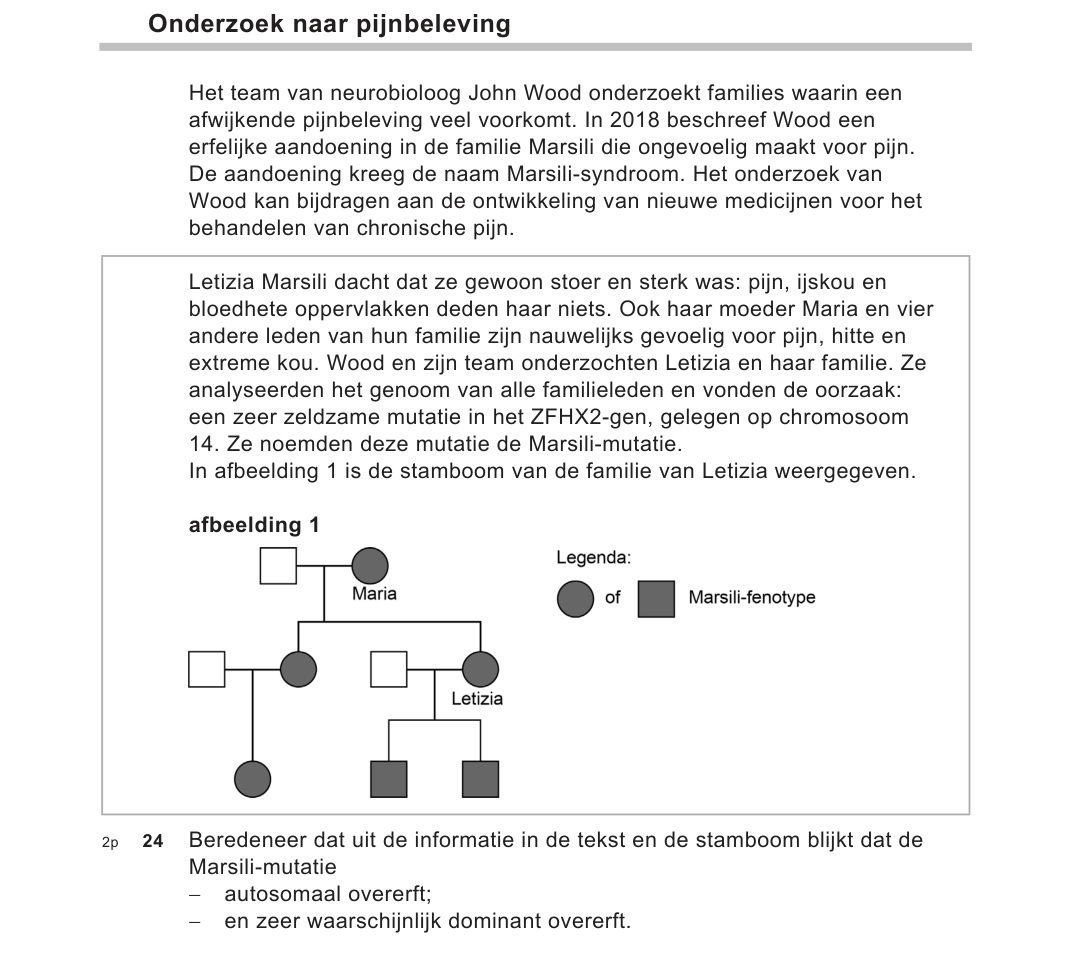 Onderzoek naar pijnbeleving
Het team van neurobioloog John Wood onderzoekt families waarin een
afwijkende pijnbeleving veel voorkomt. In 2018 beschreef Wood een
erfelijke aandoening in de familie Marsili die ongevoelig maakt voor pijn.
De aandoening kreeg de naam Marsili-syndroom. Het onderzoek van
Wood kan bijdragen aan de ontwikkeling van nieuwe medicijnen voor het
behandelen van chronische pijn.
Letizia Marsili dacht dat ze gewoon stoer en sterk was: pijn, ijskou en
bloedhete oppervlakken deden haar niets. Ook haar moeder Maria en vier
andere leden van hun familie zijn nauwelijks gevoelig voor pijn, hitte en
extreme kou. Wood en zijn team onderzochten Letizia en haar familie. Ze
analyseerden het genoom van alle familieleden en vonden de oorzaak:
een zeer zeldzame mutatie in het ZFHX2-gen, gelegen op chromosoom
14. Ze noemden deze mutatie de Marsili-mutatie.
In afbeelding 1 is de stamboom van de familie van Letizia weergegeven.
afbeelding 1
Legenda:
Maria
of Marsili-fenotype
Letizia
2p 24 Beredeneer dat uit de informatie in de tekst en de stamboom blijkt dat de
Marsili-mutatie
– autosomaal overerft;
– en zeer waarschijnlijk dominant overerft.